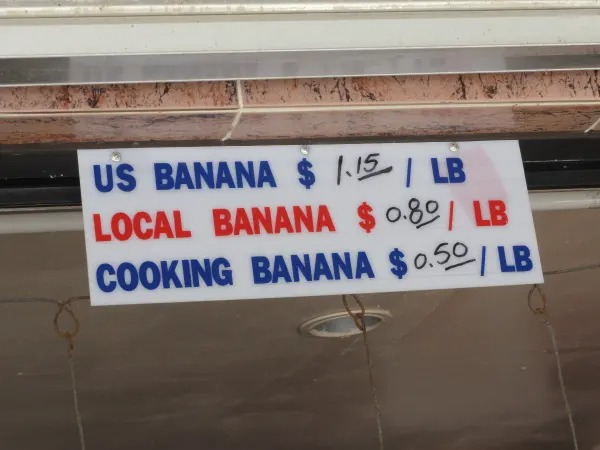 US BANANA $ 1.15 / LB
LOCAL BANANA $ 0.80 / LB
COOKING BANANA $ 0.50 / LB